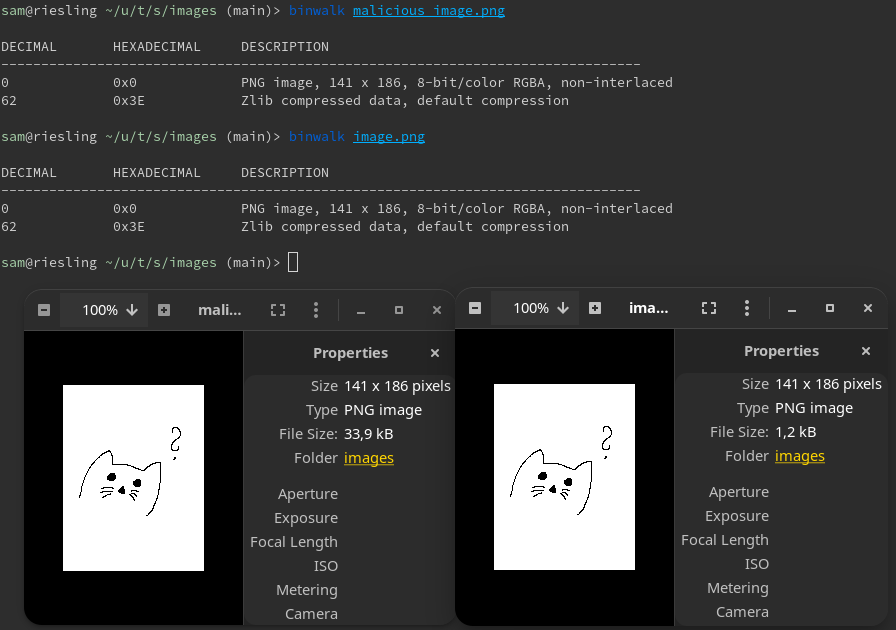 sam@riesling ~/u/t/s/images (main)> binwalk malicious_image.png
DECIMAL HEXADECIMAL DESCRIPTION
--------------------------------------------------------------------------------
0 0x0 PNG image, 141 x 186, 8-bit/color RGBA, non-interlaced
62 0x3E Zlib compressed data, default compression
sam@riesling ~/u/t/s/images (main)> binwalk image.png
DECIMAL HEXADECIMAL DESCRIPTION
--------------------------------------------------------------------------------
0 0x0 PNG image, 141 x 186, 8-bit/color RGBA, non-interlaced
62 0x3E Zlib compressed data, default compression
sam@riesling ~/u/t/s/images (main)>
100% mali...
Properties
Size 141 x 186 pixels
Type PNG image
File Size: 33,9 kB
Folder images
Aperture
Exposure
Focal Length
ISO
Metering
Camera
?
100% ima...
Properties
Size 141 x 186 pixels
Type PNG image
File Size: 1,2 kB
Folder images
Aperture
Exposure
Focal Length
ISO
Metering
Camera
?